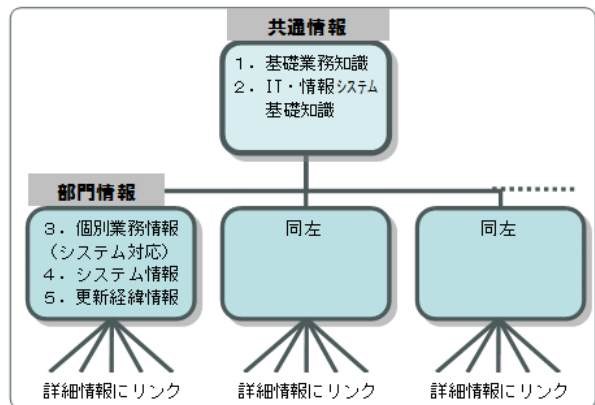 共通情報
１．基礎業務知識
２．IT・情報システム
基礎知識
部門情報
３．個別業務情報
（システム対応）
４．システム情報
５．更新経緯情報
同左
同左
詳細情報にリンク
詳細情報にリンク
詳細情報にリンク